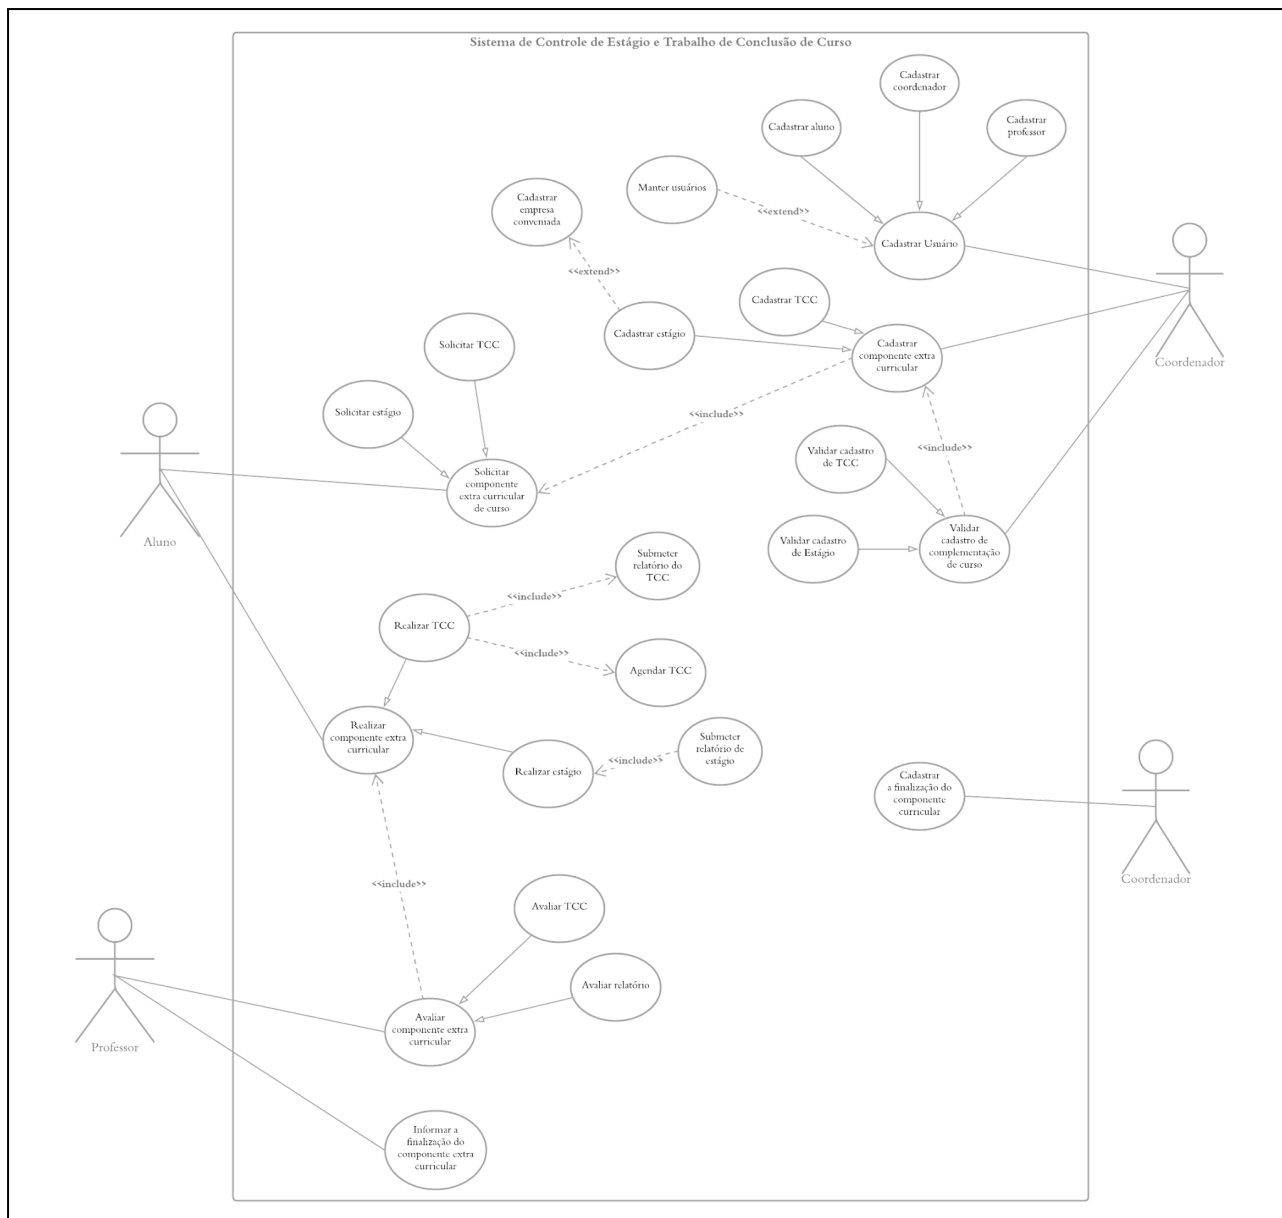 Sistema de Controle de Estágio e Trabalho de Conclusão de Curso
Cadastrar
coordenador
Cadastrar aluno
Cadastrar
professor
Manter usuários
<<extend>>
Cadastrar Usuário
Cadastrar
empresa
conveniada
<<extend>>
Cadastrar TCC
Cadastrar estágio
Cadastrar
componente extra
curricular
Coordenador
Solicitar TCC
Solicitar estágio
<<include>>
<<include>>
Solicitar
componente
extra curricular
de curso
Validar cadastro
de TCC
Validar cadastro
de Estágio
Validar
cadastro de
complementação
de curso
Aluno
Submeter
relatório do
TCC
<<include>>
Realizar TCC
<<include>>
Agendar TCC
Realizar
componente extra
curricular
Realizar estágio
<<include>>
Submeter
relatório de
estágio
Cadastrar
a finalização do
componente
curricular
Coordenador
<<include>>
Avaliar TCC
Avaliar relatório
Avaliar
componente extra
curricular
Professor
Informar a
finalização do
componente extra
curricular